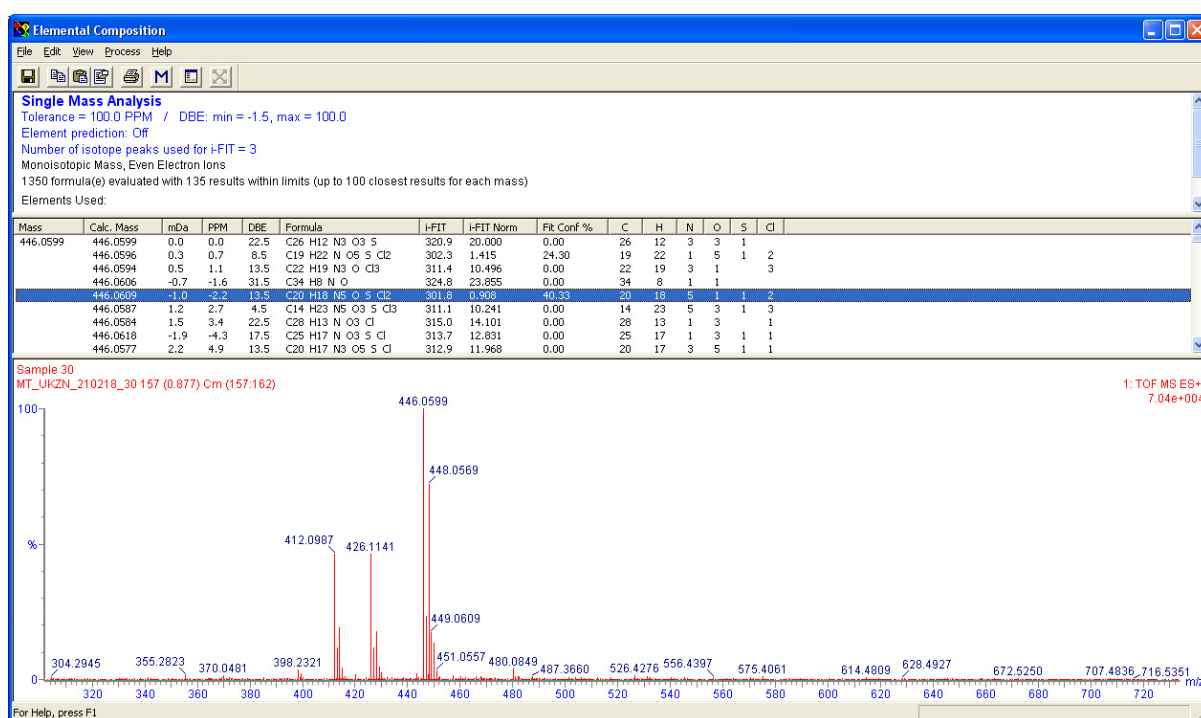 Elemental Composition
File Edit View Process Help
M
Single Mass Analysis
Tolerance = 100.0 PPM / DBE: min = -1.5, max = 100.0
Element prediction: Off
Number of isotope peaks used for i-FIT = 3
Monoisotopic Mass, Even Electron Ions
1350 formula(e) evaluated with 135 results within limits (up to 100 closest results for each mass)
Elements Used:
Mass Calc. Mass mDa PPM DBE Formula i-FIT i-FIT Norm Fit Conf % C H N O S Cl
446.0599 446.0599 0.0 0.0 22.5 C26 H12 N3 O3 S 320.9 20.000 0.00 26 12 3 3 1
446.0596 0.3 0.7 8.5 C19 H22 N O5 S Cl2 302.3 1.415 24.30 19 22 1 5 1 2
446.0594 0.5 1.1 13.5 C22 H19 N3 O Cl3 311.4 10.496 0.00 22 19 3 1 3
446.0606 -0.7 -1.6 31.5 C34 H8 N O 324.8 23.855 0.00 34 8 1 1
446.0609 -1.0 -2.2 13.5 C20 H18 N5 O S Cl2 301.8 0.908 40.33 20 18 5 1 1 2
446.0587 1.2 2.7 4.5 C14 H23 N5 O3 S Cl3 311.1 10.241 0.00 14 23 5 3 1 3
446.0584 1.5 3.4 22.5 C28 H13 N O3 Cl 315.0 14.101 0.00 28 13 1 3 1
446.0618 -1.9 -4.3 17.5 C25 H17 N O3 S Cl 313.7 12.831 0.00 25 17 1 3 1 1
446.0577 2.2 4.9 13.5 C20 H17 N3 O5 S Cl 312.9 11.968 0.00 20 17 3 5 1 1
Sample 30
MT_UKZN_210218_30 157 (0.877) Cm (157:162)
1: TOF MS ES+
7.04e+004
100
%
0
446.0599
448.0569
412.0987
426.1141
449.0609
304.2945
355.2823
370.0481
398.2321
451.0557
480.0849
487.3660
526.4276
556.4397
575.4061
614.4809
628.4927
672.5250
707.4836
716.5351
320 340 360 380 400 420 440 460 480 500 520 540 560 580 600 620 640 660 680 700 720
m/z
For Help, press F1